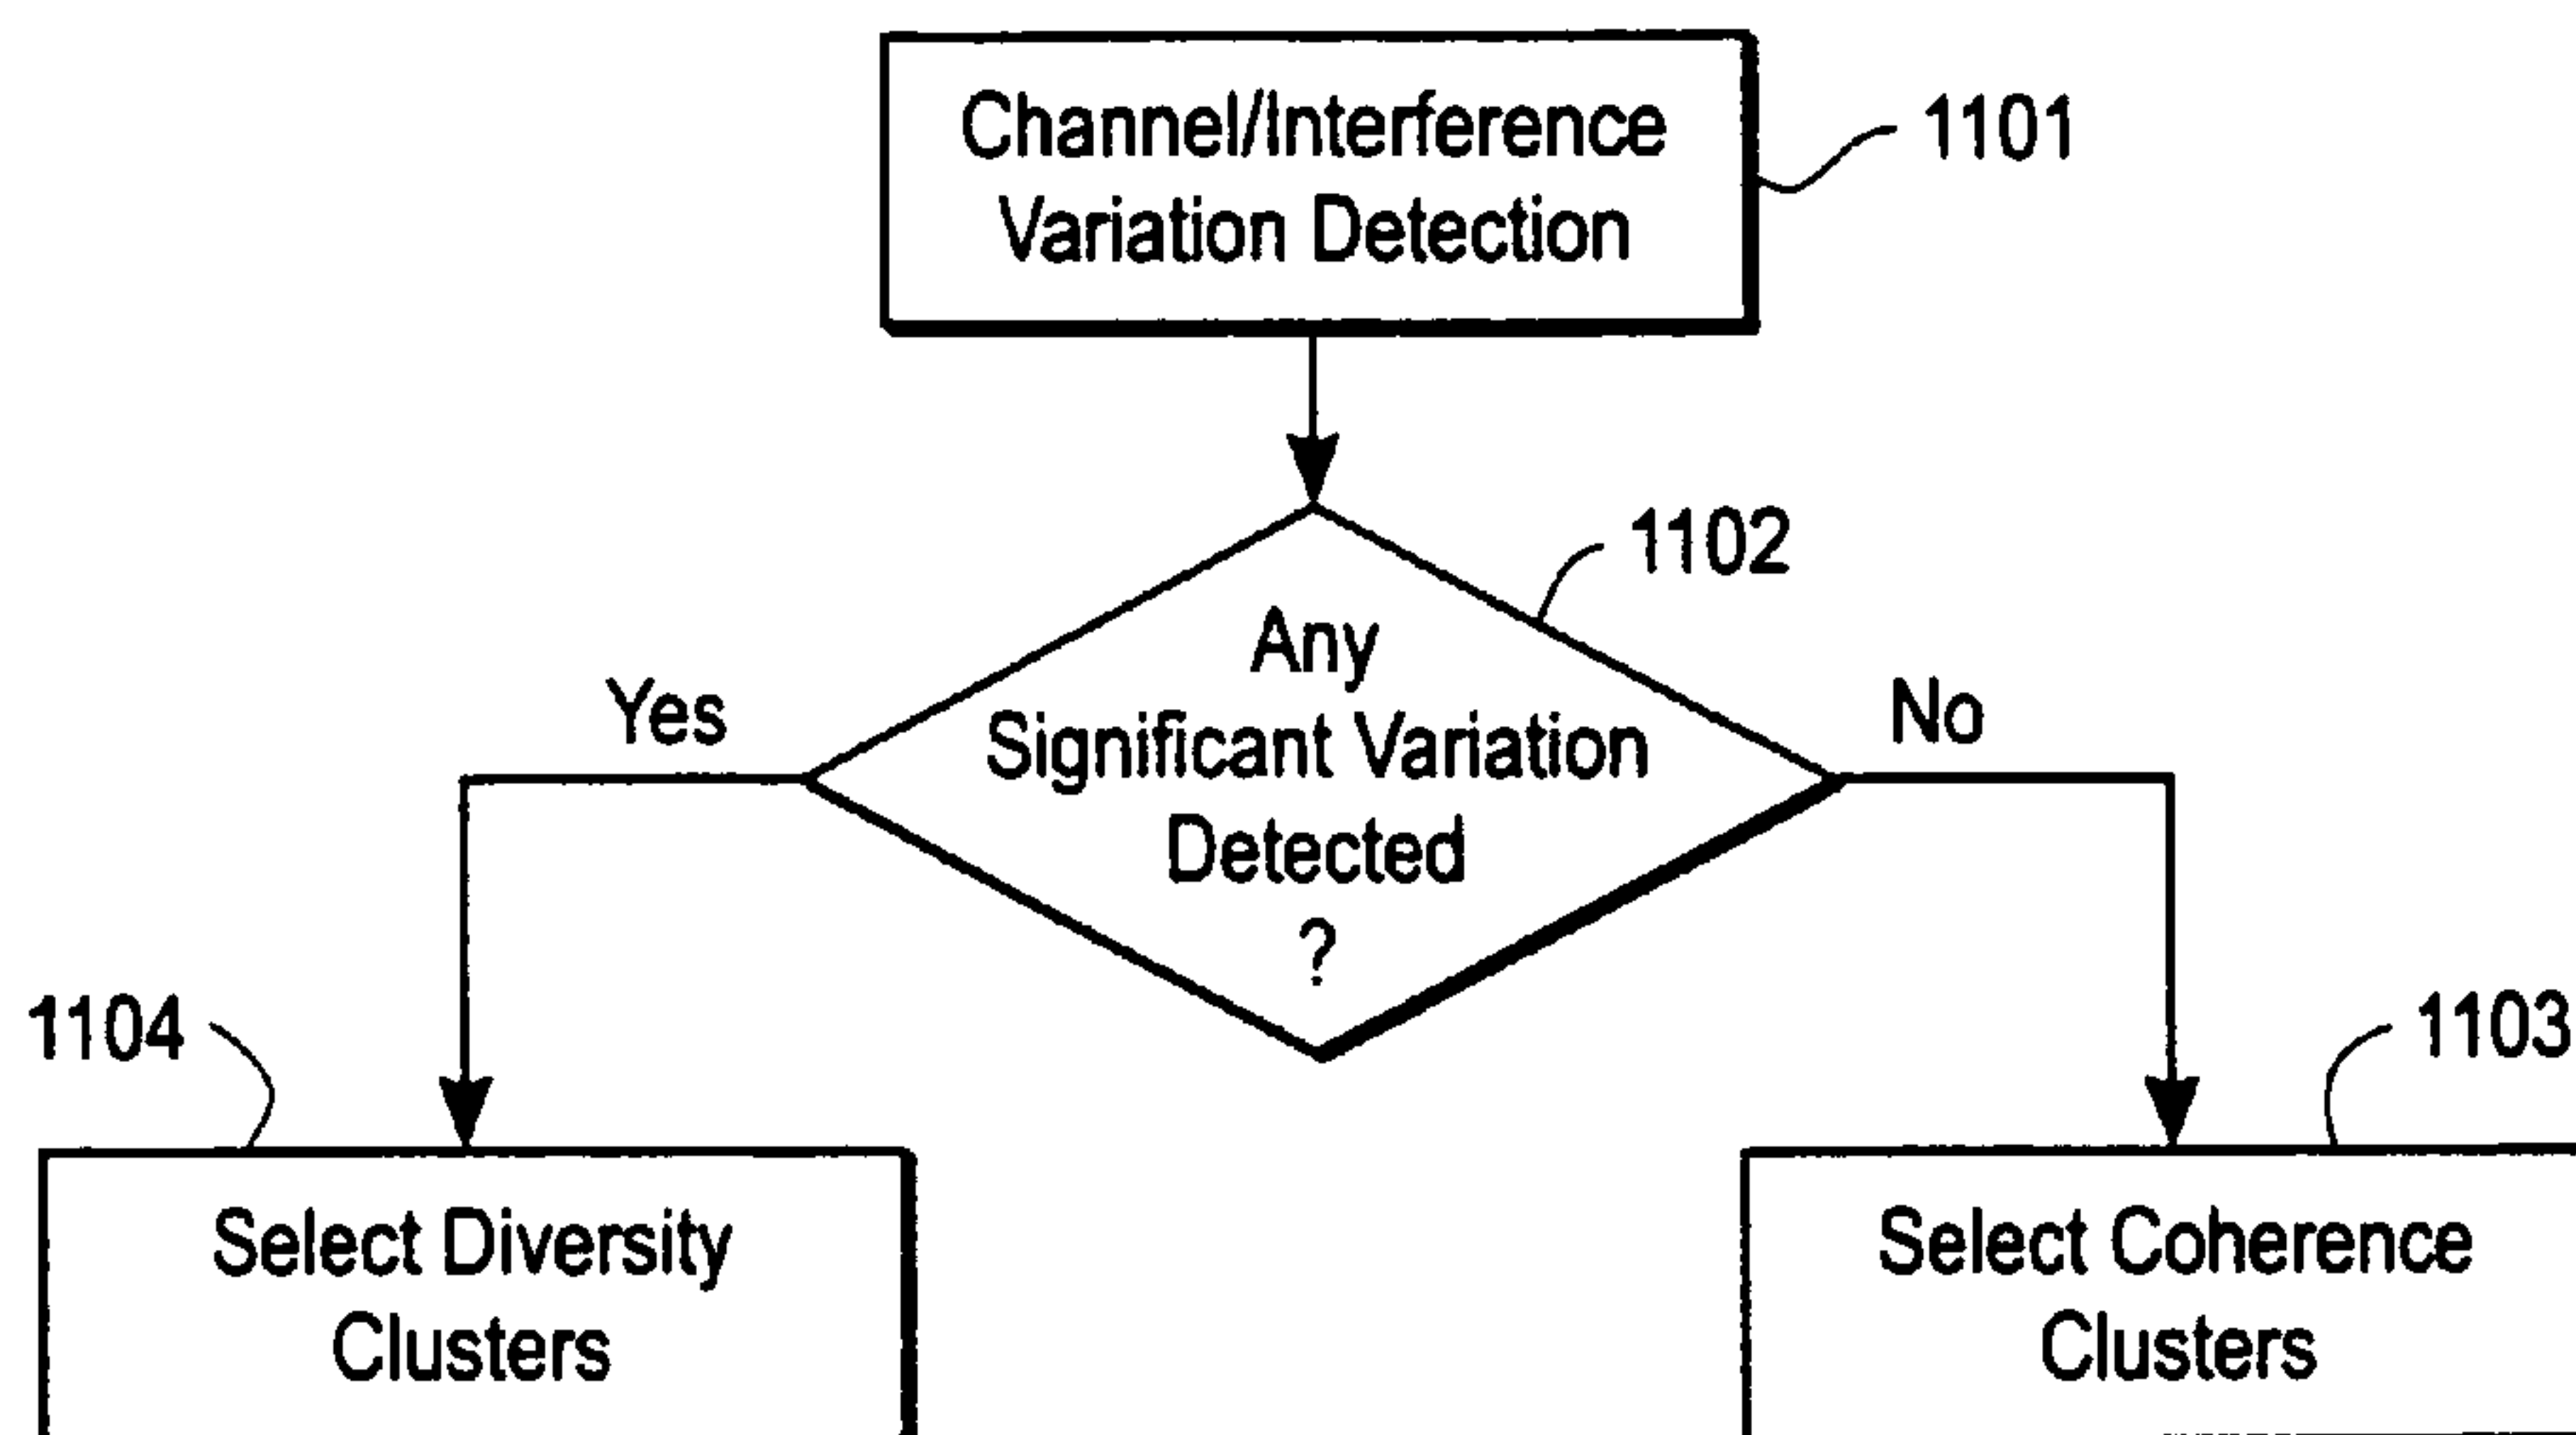 Channel/Interference
Variation Detection
1101
1102
Any
Significant Variation
Detected
?
Yes
No
1104
1103
Select Diversity
Clusters
Select Coherence
Clusters